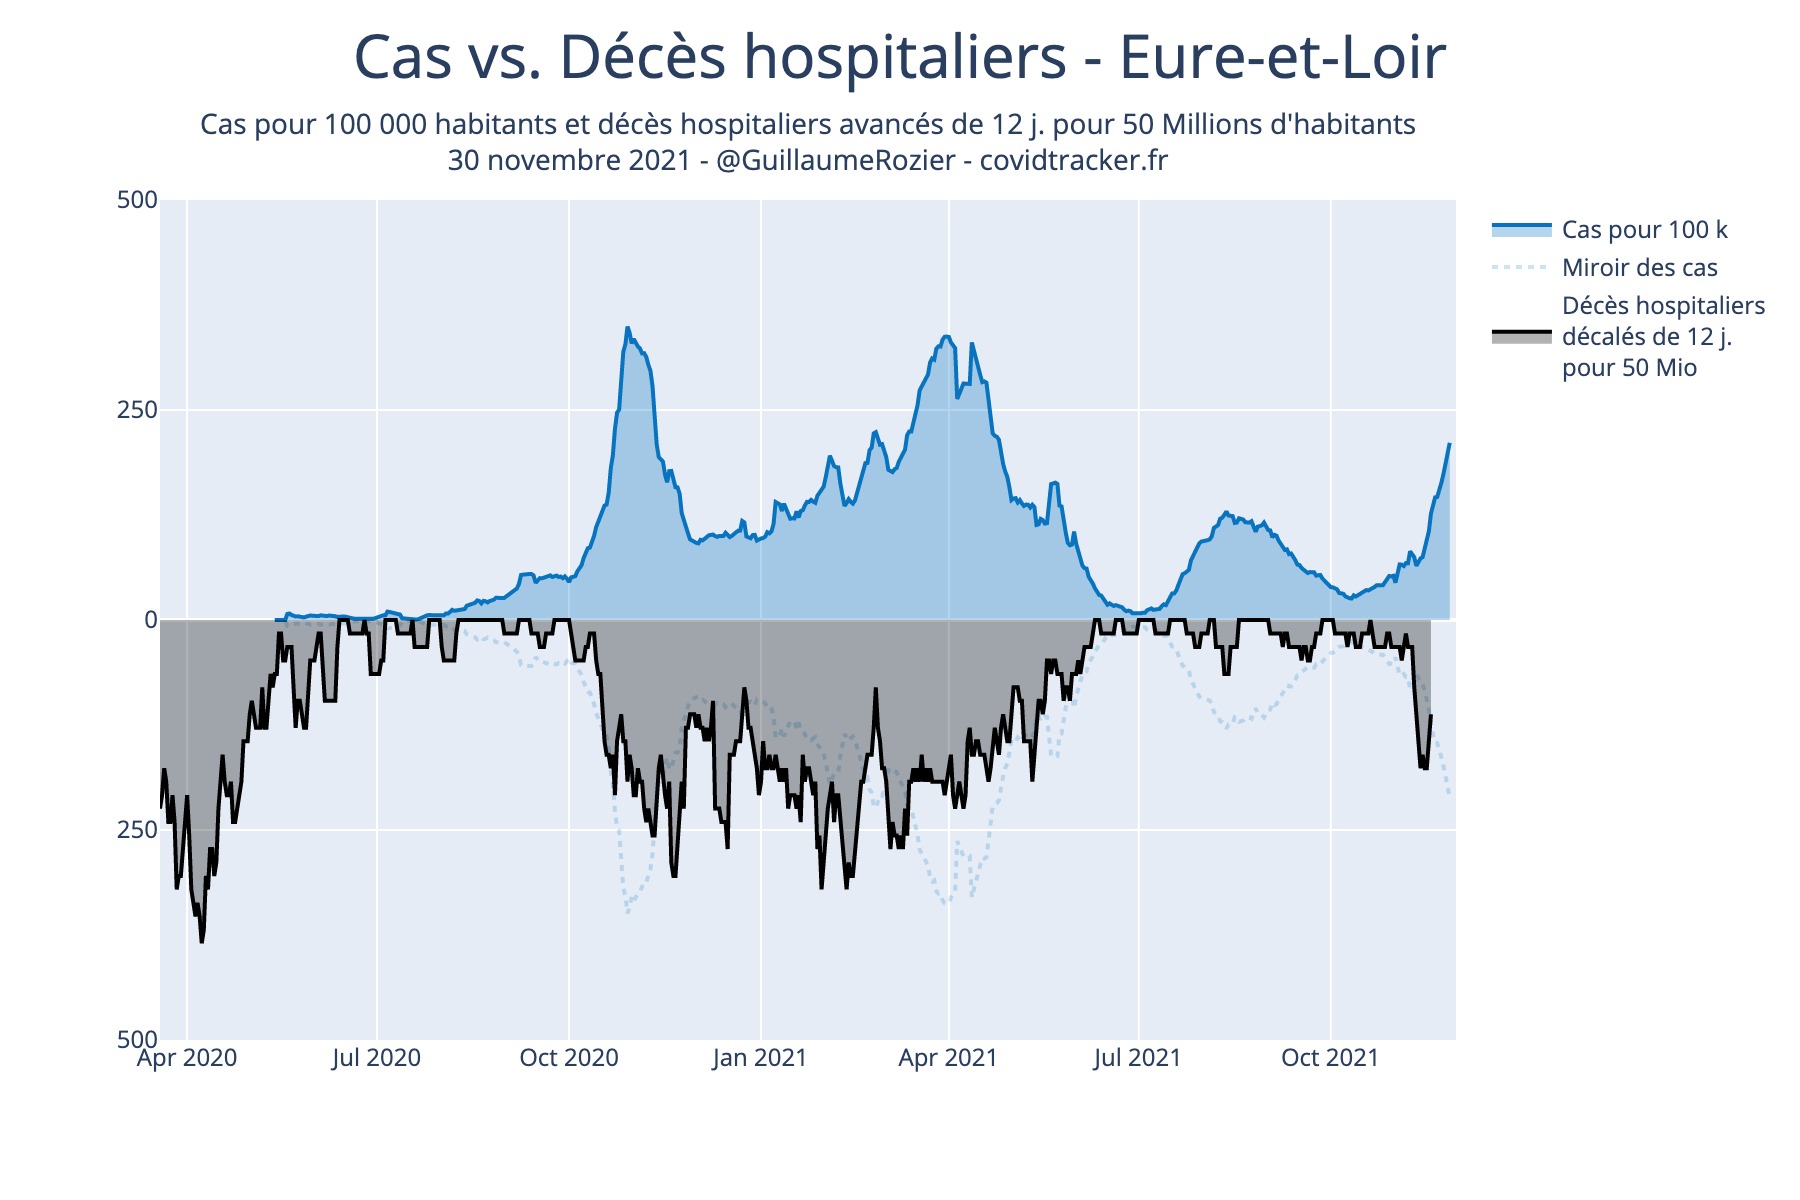 Cas vs. Décès hospitaliers - Eure-et-Loir
Cas pour 100 000 habitants et décès hospitaliers avancés de 12 j. pour 50 Millions d'habitants
30 novembre 2021 - @GuillaumeRozier - covidtracker.fr
500
250
0
250
500
Apr 2020
Jul 2020
Oct 2020
Jan 2021
Apr 2021
Jul 2021
Oct 2021
Cas pour 100 k
Miroir des cas
Décès hospitaliers
décalés de 12 j.
pour 50 Mio